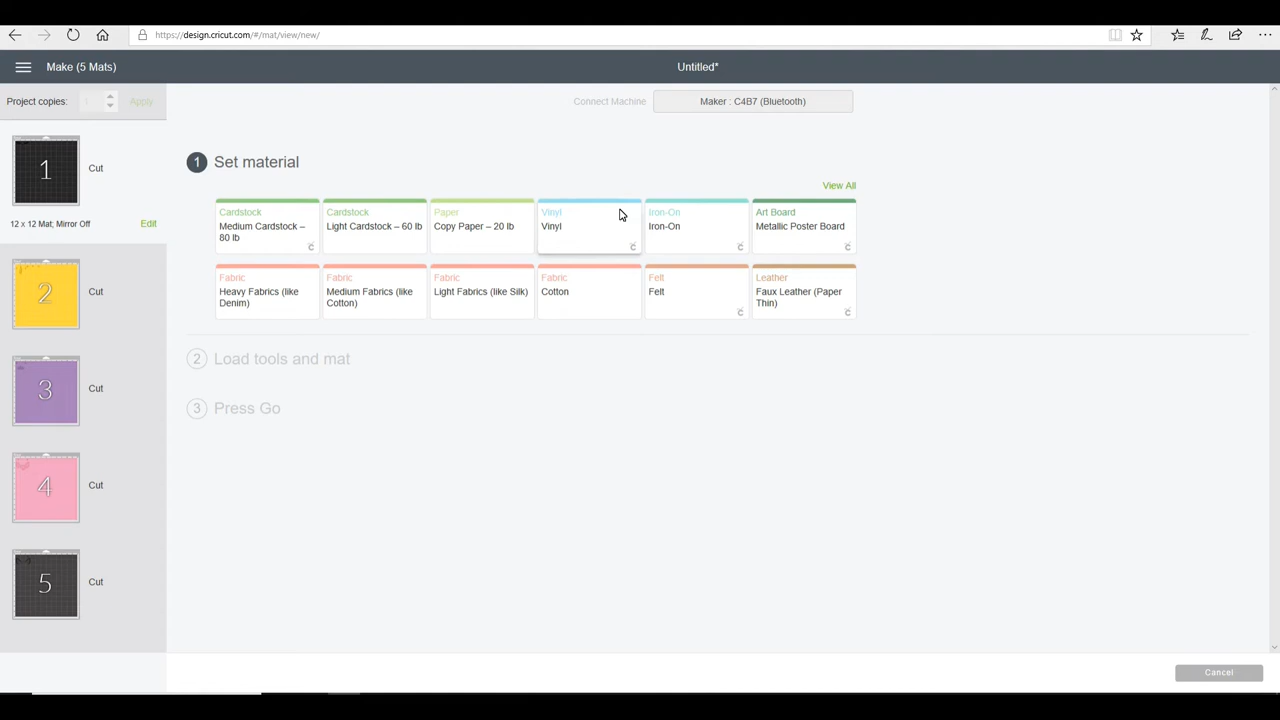 https://design.cricut.com/#/mat/view/new/
Make (5 Mats)
Untitled*
Project copies:
1
Apply
Connect Machine
Maker : C4B7 (Bluetooth)
1
Cut
12 x 12 Mat; Mirror Off
Edit
2
Cut
3
Cut
4
Cut
5
Cut
1
Set material
View All
Cardstock
Medium Cardstock –
80 lb
Cardstock
Light Cardstock – 60 lb
Paper
Copy Paper – 20 lb
Vinyl
Vinyl
Iron-On
Iron-On
Art Board
Metallic Poster Board
Fabric
Heavy Fabrics (like
Denim)
Fabric
Medium Fabrics (like
Cotton)
Fabric
Light Fabrics (like Silk)
Fabric
Cotton
Felt
Felt
Leather
Faux Leather (Paper
Thin)
2
Load tools and mat
3
Press Go
Cancel